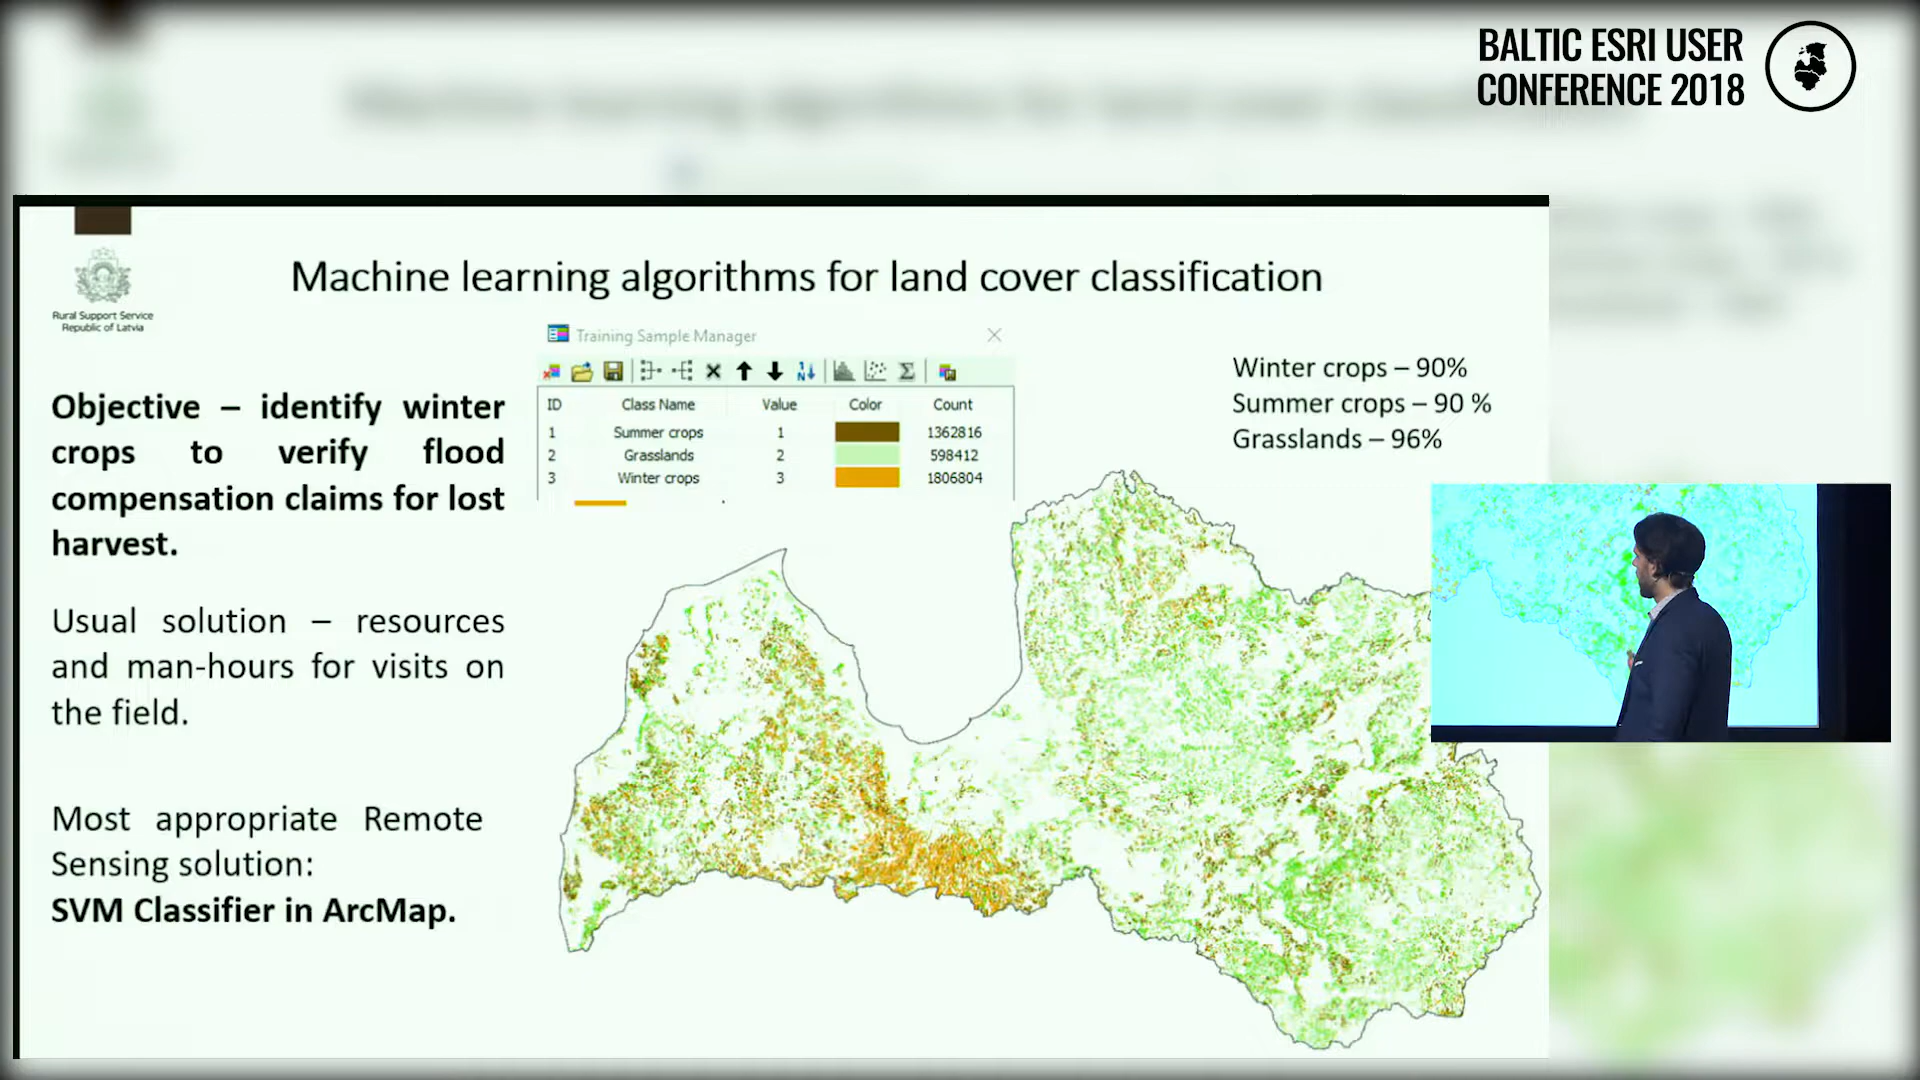 BALTIC ESRI USER
CONFERENCE 2018
Rural Support Service
Republic of Latvia
Machine learning algorithms for land cover classification
Training Sample Manager
ID Class Name Value Color Count
1 Summer crops 1 1362816
2 Grasslands 2 598412
3 Winter crops 3 1806804
Winter crops – 90%
Summer crops – 90 %
Grasslands – 96%
Objective – identify winter
crops to verify flood
compensation claims for lost
harvest.
Usual solution – resources
and man-hours for visits on
the field.
Most appropriate Remote
Sensing solution:
SVM Classifier in ArcMap.